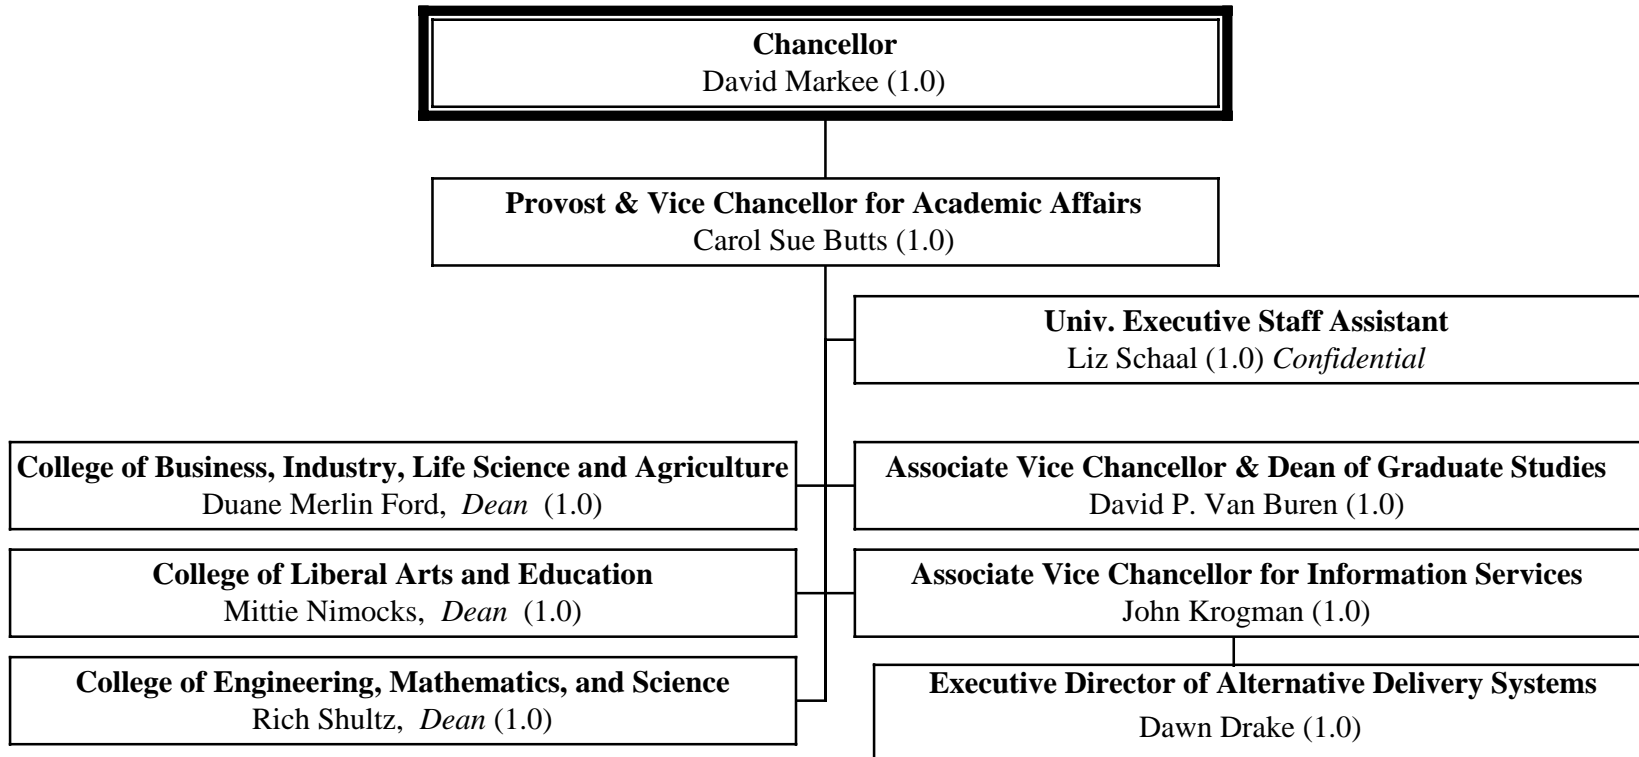 Chancellor
David Markee (1.0)
Provost & Vice Chancellor for Academic Affairs
Carol Sue Butts (1.0)
Univ. Executive Staff Assistant
Liz Schaal (1.0) Confidential
College of Business, Industry, Life Science and Agriculture
Duane Merlin Ford, Dean (1.0)
Associate Vice Chancellor & Dean of Graduate Studies
David P. Van Buren (1.0)
College of Liberal Arts and Education
Mittie Nimocks, Dean (1.0)
Associate Vice Chancellor for Information Services
John Krogman (1.0)
College of Engineering, Mathematics, and Science
Rich Shultz, Dean (1.0)
Executive Director of Alternative Delivery Systems
Dawn Drake (1.0)